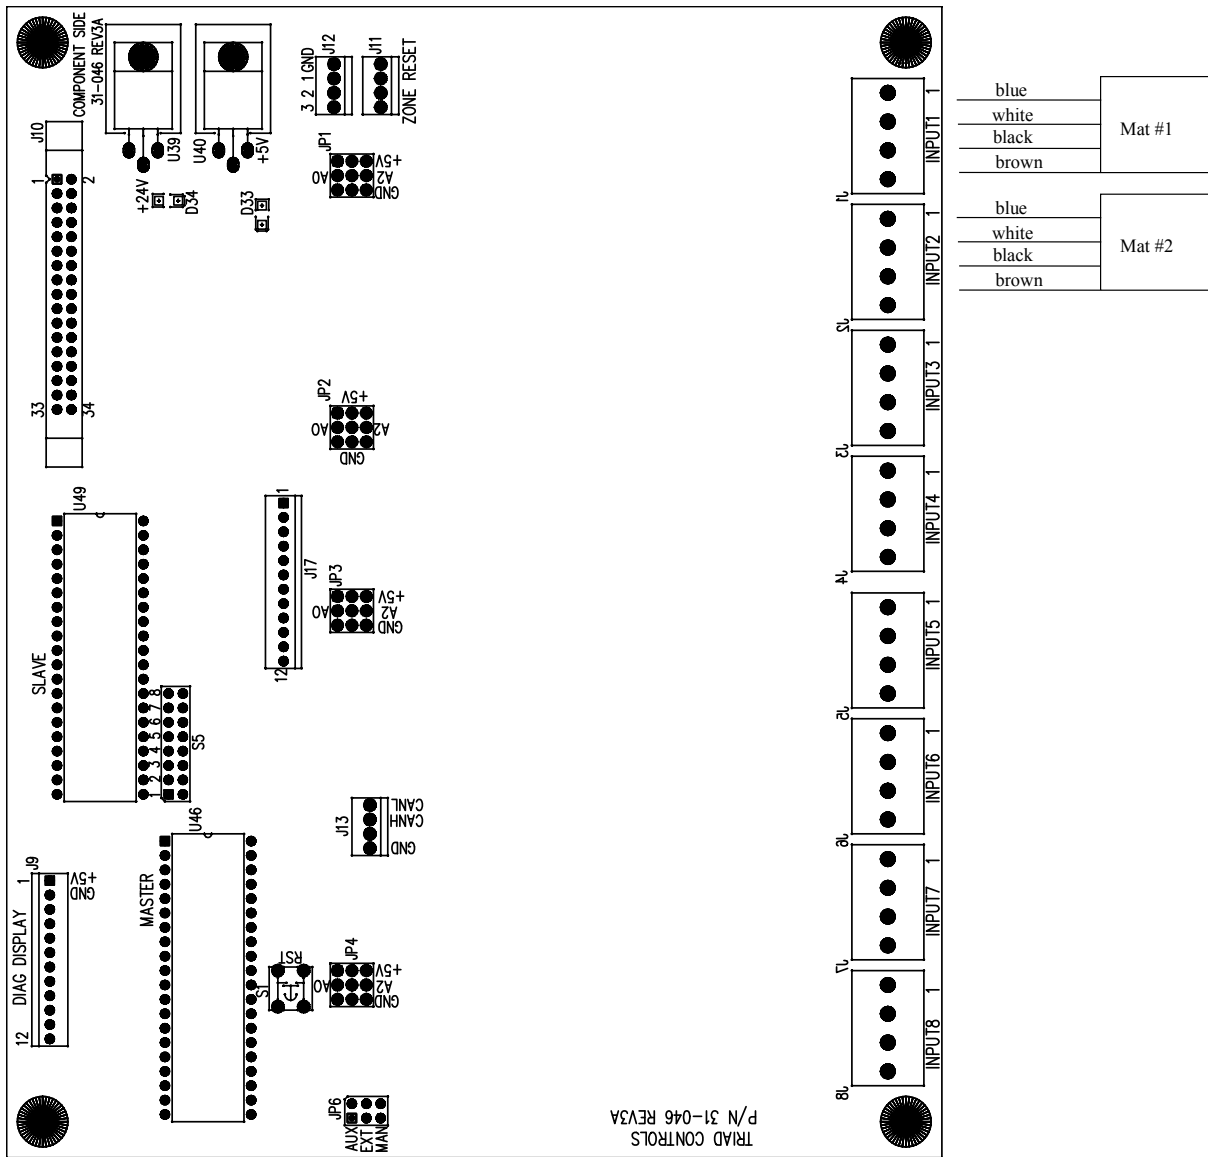 COMPONENT SIDE
31-046 REV3A
J10
U39
U40
+5V
J12
J11
3 2 1 GND
ZONE RESET
1
2
+24V
D34
D33
JP1
+5V
A0
A2
GND
33
34
JP2
+5V
A0
A2
GND
U49
1
J17
12
JP3
+5V
A0
A2
GND
SLAVE
1 2 3 4 5 6 7 8
S5
U46
J13
CANL
CANH
GND
J9
1
+5V
GND
DIAG DISPLAY
12
MASTER
RST
S1
JP4
+5V
A0
A2
GND
JP6
AUX
EXT
MAN
TRIAD CONTROLS
P/N 31-046 REV3A
1
INPUT1
J1
1
INPUT2
J2
1
INPUT3
J3
1
INPUT4
J4
1
INPUT5
J5
1
INPUT6
J6
1
INPUT7
J7
1
INPUT8
J8
blue
white
black
brown
Mat #1
blue
white
black
brown
Mat #2